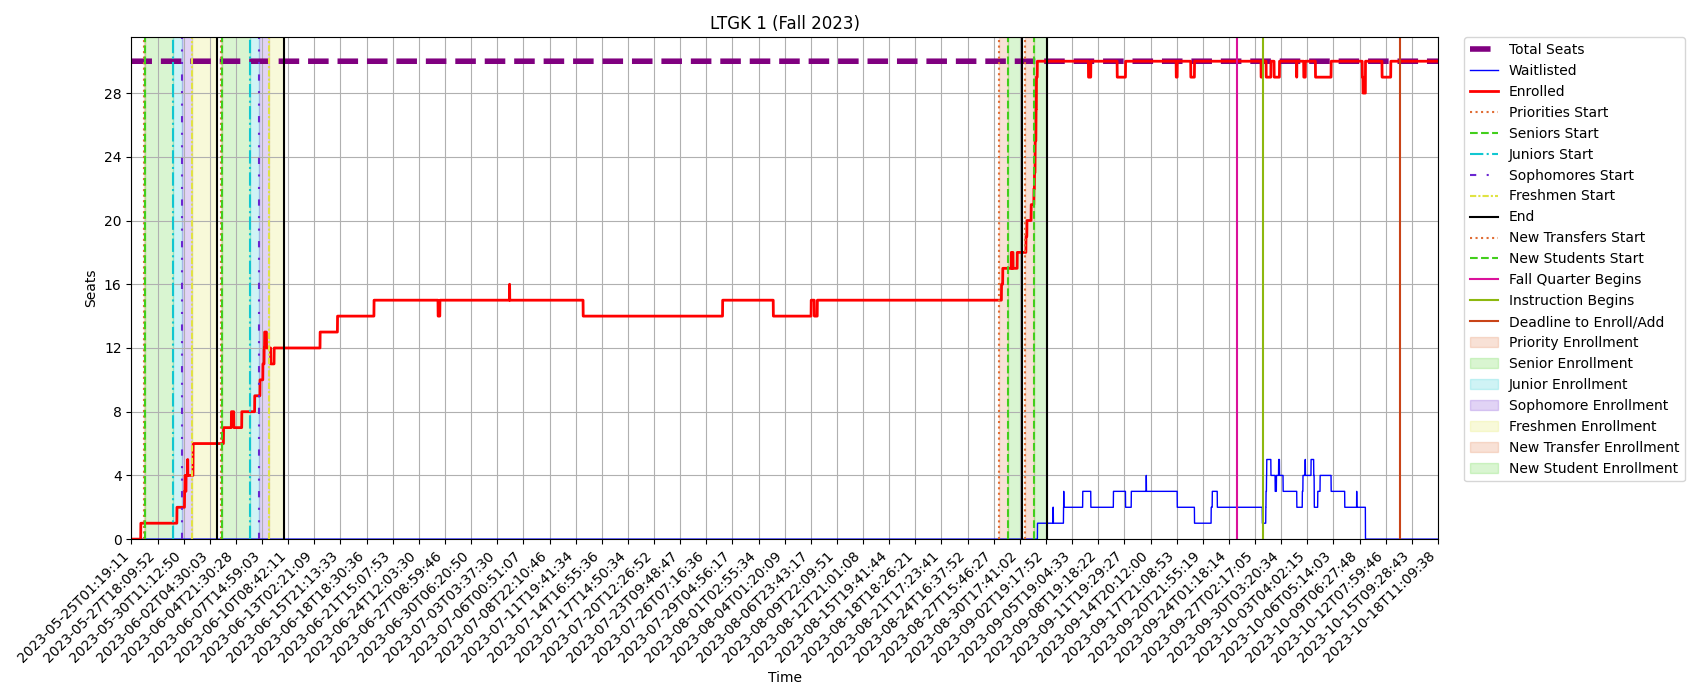 LTGK 1 (Fall 2023)
Seats
28
24
20
16
12
8
4
0
2023-05-25T01:19:11
2023-05-27T18:09:52
2023-05-30T11:12:50
2023-06-02T04:30:03
2023-06-04T21:30:28
2023-06-07T14:59:03
2023-06-10T08:42:11
2023-06-13T02:21:09
2023-06-15T21:13:33
2023-06-18T18:30:36
2023-06-21T15:07:53
2023-06-24T12:03:30
2023-06-27T08:59:46
2023-06-30T06:20:50
2023-07-03T03:37:30
2023-07-06T00:51:07
2023-07-08T22:10:46
2023-07-11T19:41:34
2023-07-14T16:55:36
2023-07-17T14:50:34
2023-07-20T12:26:52
2023-07-23T09:48:47
2023-07-26T07:16:36
2023-07-29T04:56:17
2023-08-01T02:55:34
2023-08-04T01:20:09
2023-08-06T23:43:17
2023-08-09T22:09:51
2023-08-12T21:01:08
2023-08-15T19:41:44
2023-08-18T18:26:21
2023-08-21T17:23:41
2023-08-24T16:37:52
2023-08-27T15:46:27
2023-08-30T17:41:02
2023-09-02T19:17:52
2023-09-05T19:04:33
2023-09-08T19:18:22
2023-09-11T19:29:27
2023-09-14T20:12:00
2023-09-17T21:08:53
2023-09-20T21:55:19
2023-09-24T01:18:14
2023-09-27T02:17:05
2023-09-30T03:20:34
2023-10-03T04:02:15
2023-10-06T05:14:03
2023-10-09T06:27:48
2023-10-12T07:59:46
2023-10-15T09:28:43
2023-10-18T11:09:38
Time
Total Seats
Waitlisted
Enrolled
Priorities Start
Seniors Start
Juniors Start
Sophomores Start
Freshmen Start
End
New Transfers Start
New Students Start
Fall Quarter Begins
Instruction Begins
Deadline to Enroll/Add
Priority Enrollment
Senior Enrollment
Junior Enrollment
Sophomore Enrollment
Freshmen Enrollment
New Transfer Enrollment
New Student Enrollment